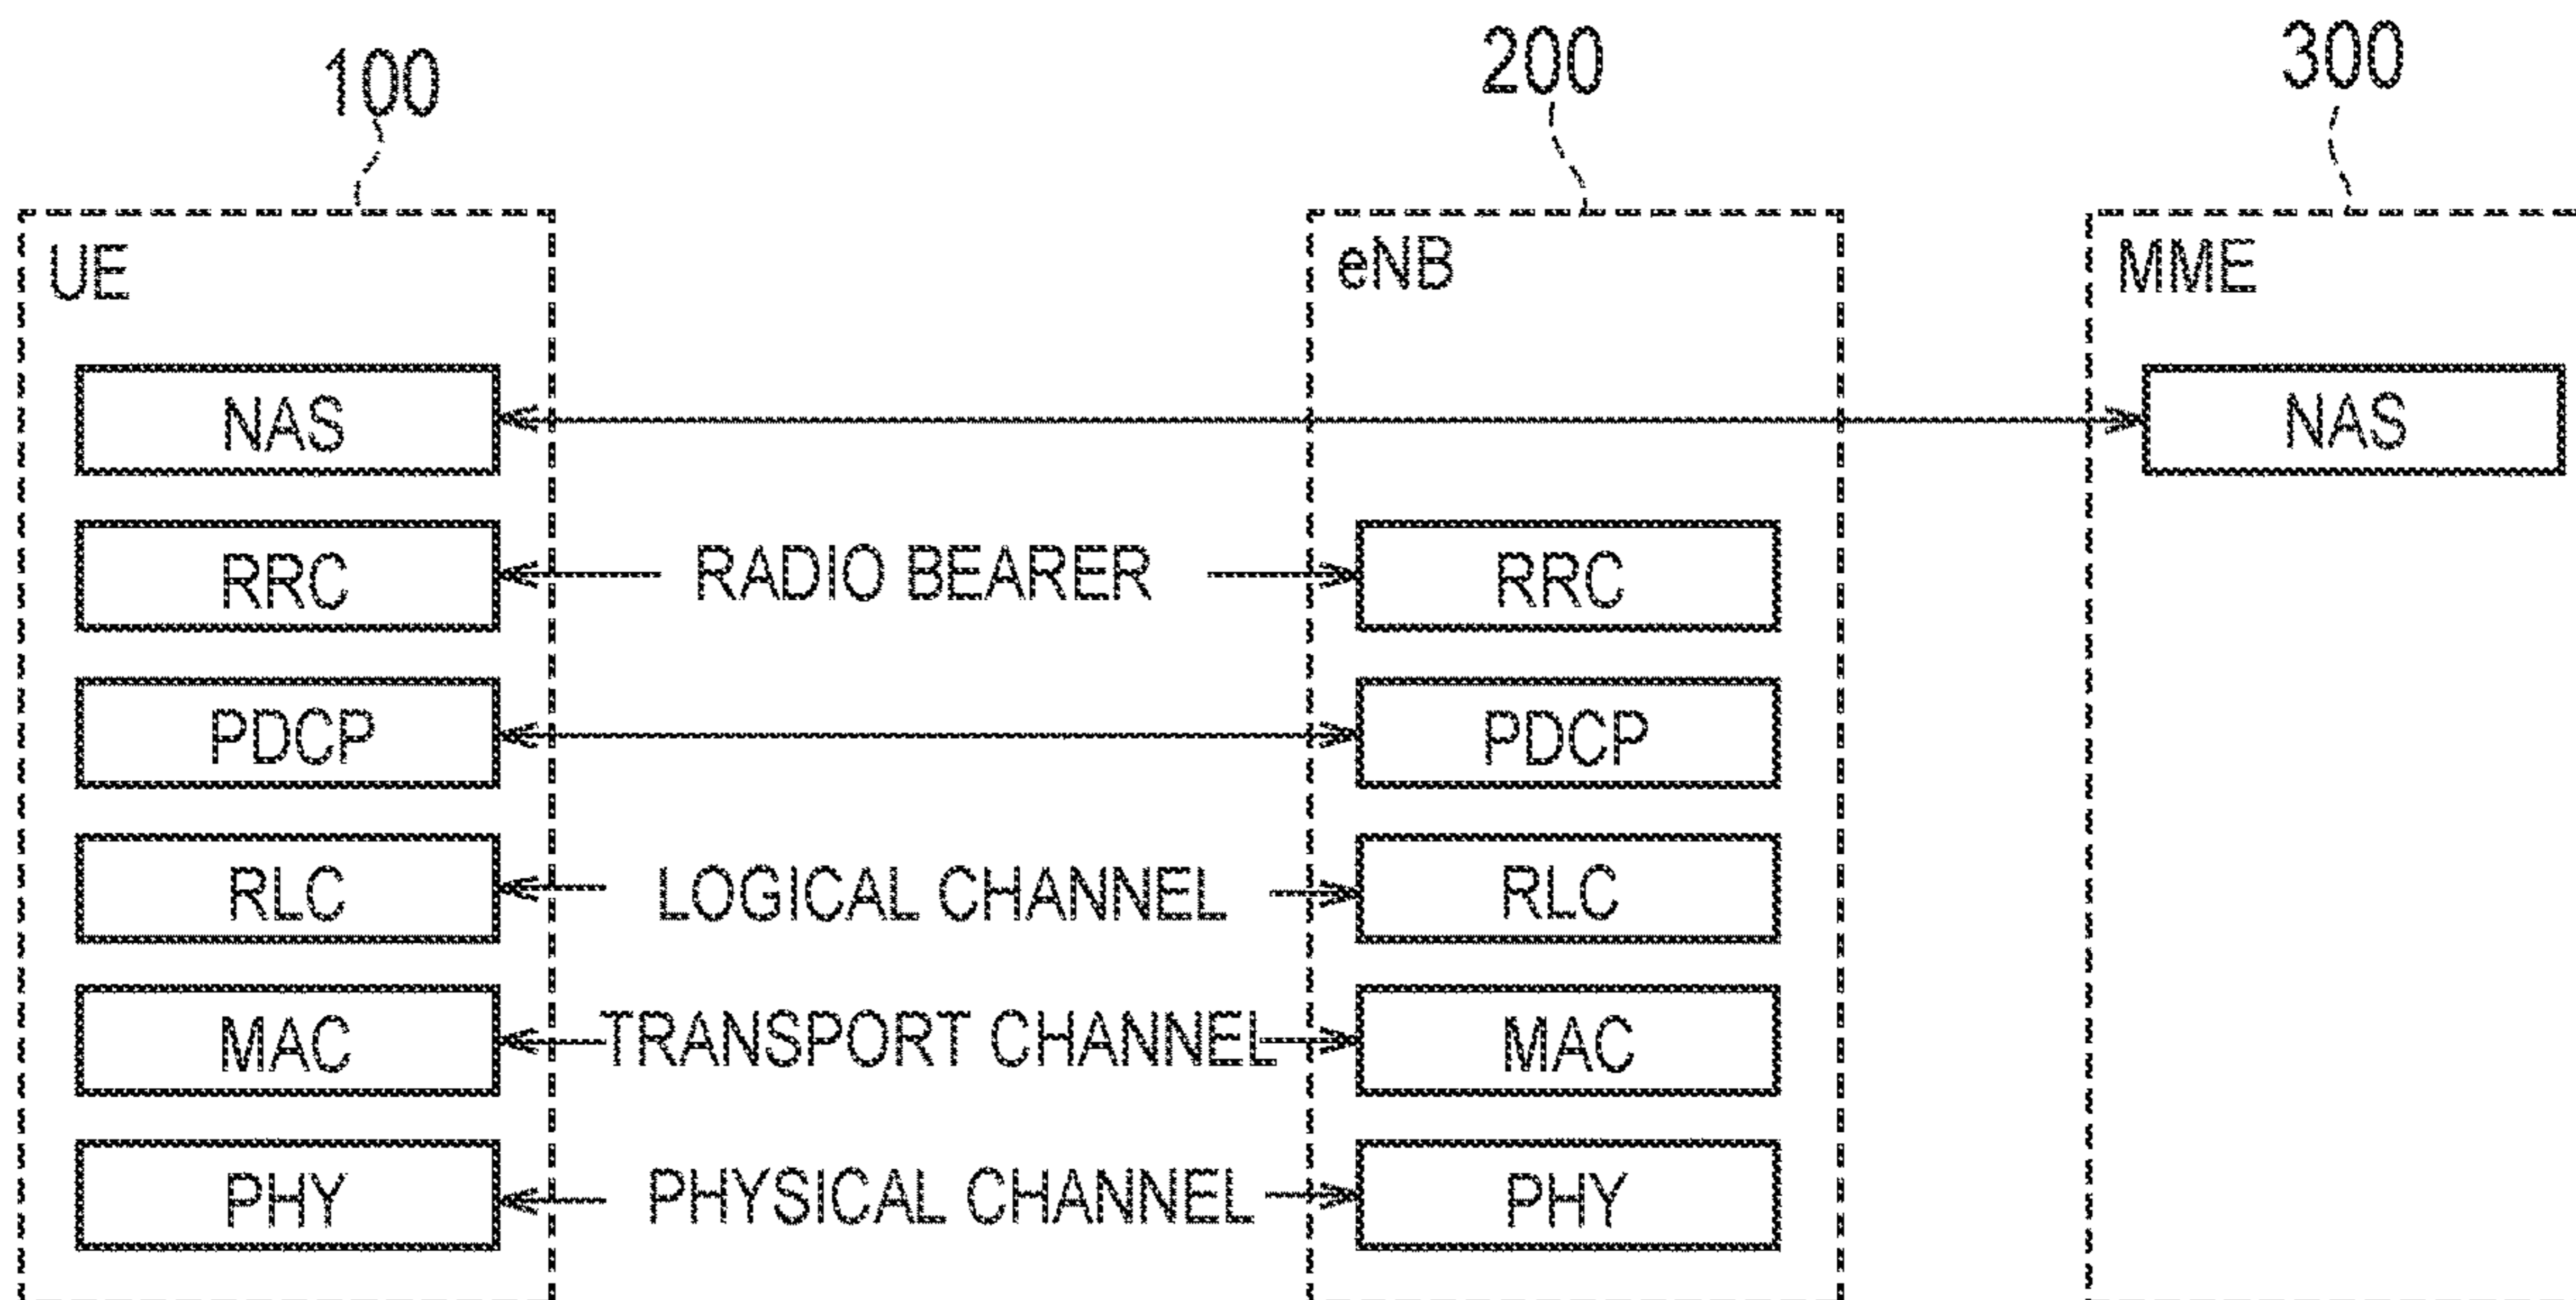 100 200 300
UE eNB MME
NAS NAS
RRC RADIO BEARER RRC
PDCP PDCP
RLC LOGICAL CHANNEL RLC
MAC TRANSPORT CHANNEL MAC
PHY PHYSICAL CHANNEL PHY